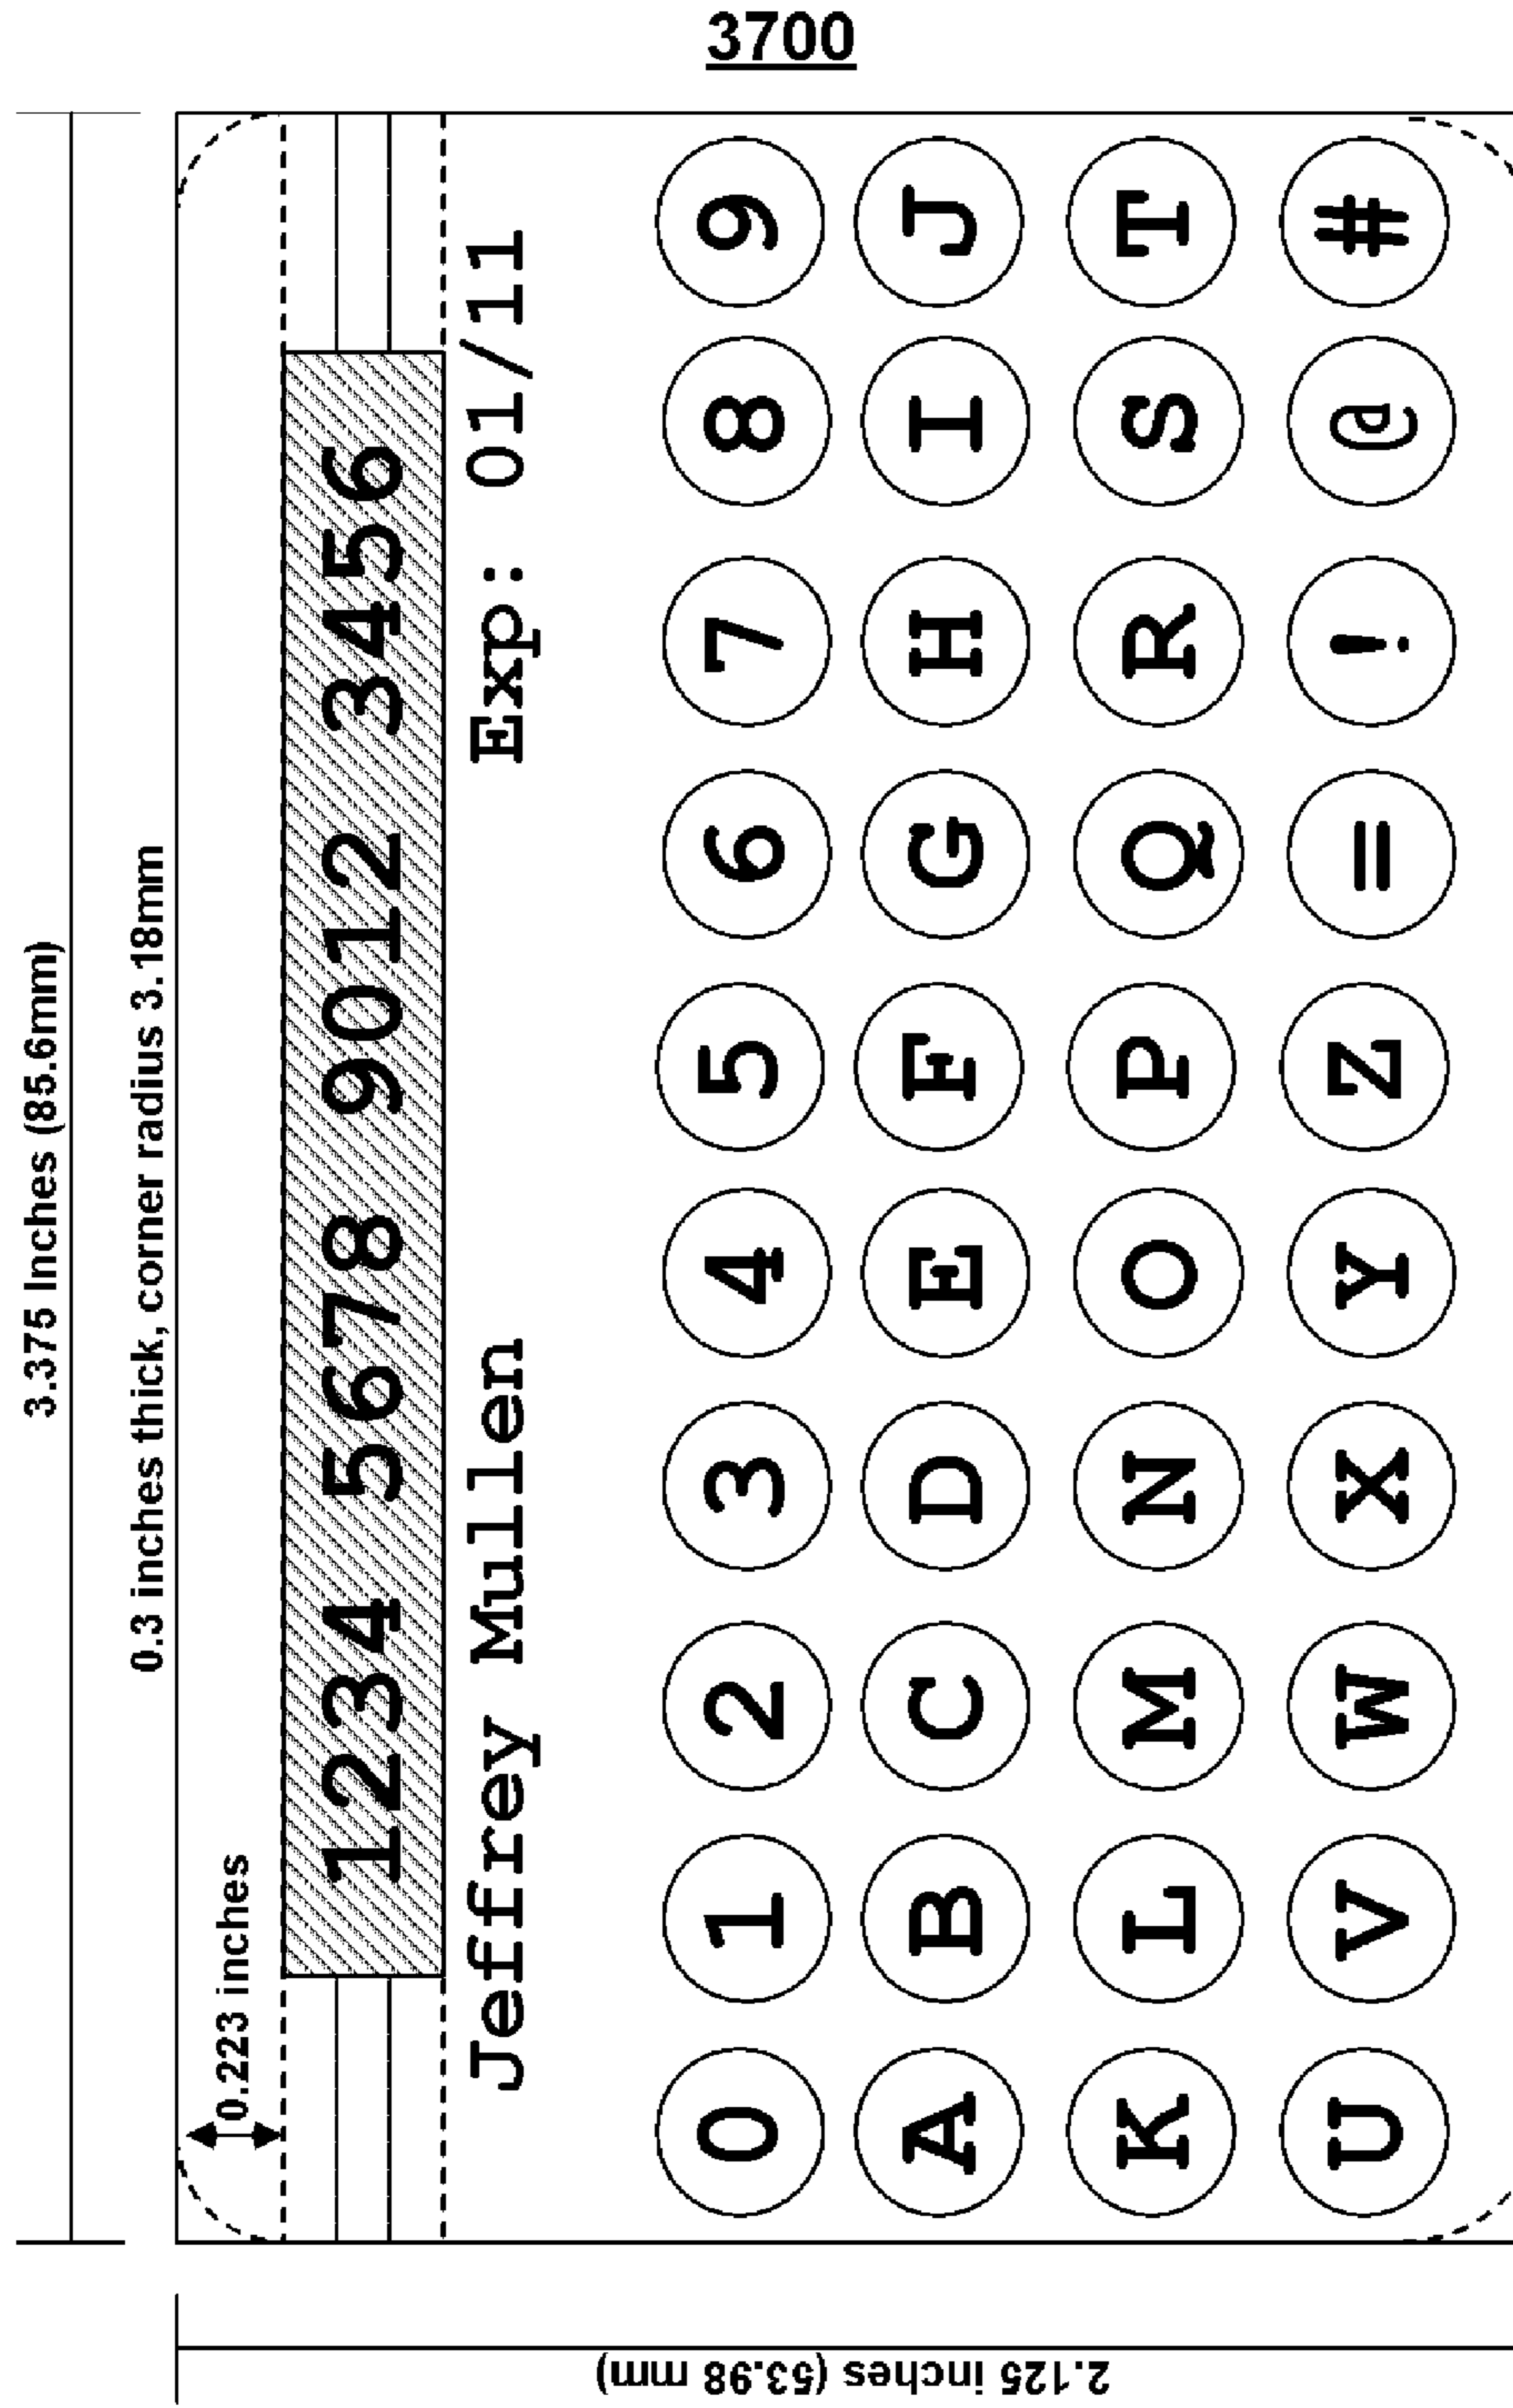 3700
3.375 Inches (85.6mm)
0.3 inches thick, corner radius 3.18mm
0.223 inches
1234 5678 9012 3456
Jeffrey Mullen Exp: 01/11
0 1 2 3 4 5 6 7 8 9
A B C D E F G H I J
K L M N O P Q R S T
U V W X Y Z = ! @ #
2.125 inches (53.98 mm)